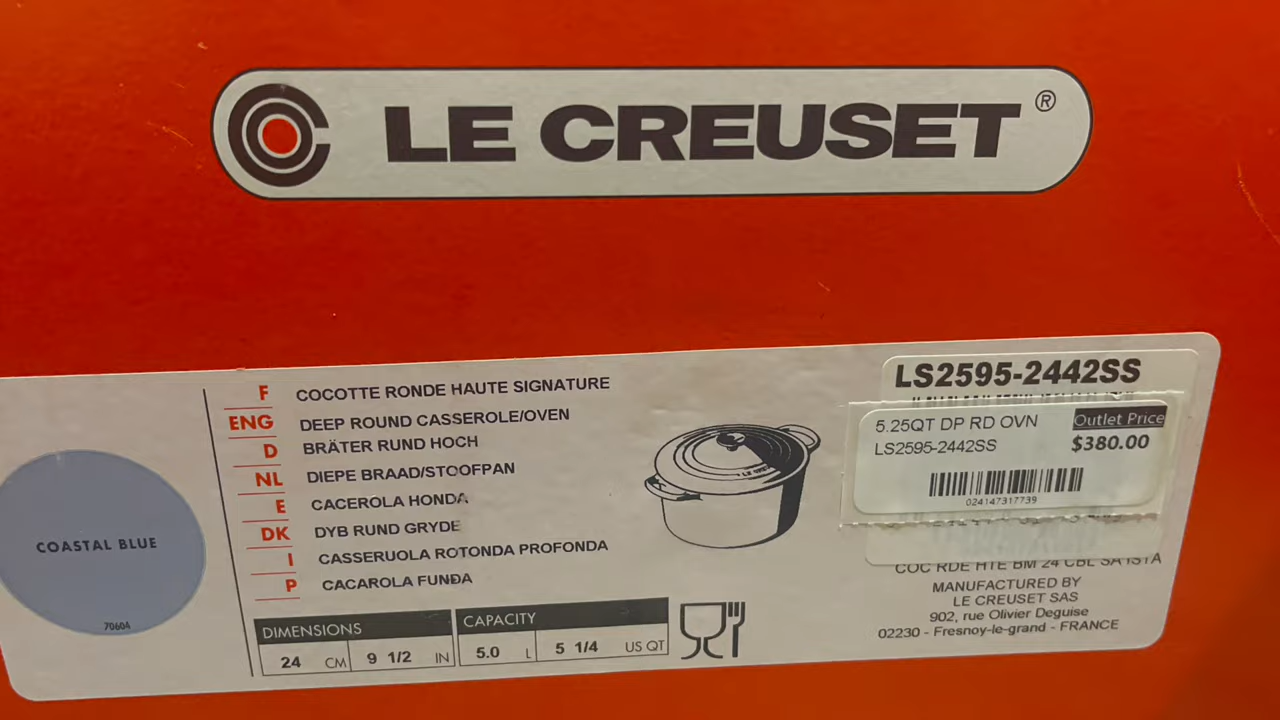 LE CREUSET ®
COASTAL BLUE
70604
F COCOTTE RONDE HAUTE SIGNATURE
ENG DEEP ROUND CASSEROLE/OVEN
D BRÄTER RUND HOCH
NL DIEPE BRAAD/STOOFPAN
E CACEROLA HONDA
DK DYB RUND GRYDE
I CASSERUOLA ROTONDA PROFONDA
P CACAROLA FUNDA
DIMENSIONS
24 CM 9 1/2 IN
CAPACITY
5.0 L 5 1/4 US QT
LE CREUSET
LS2595-2442SS
5.25QT DP RD OVN Outlet Price
LS2595-2442SS $380.00
024147317739
COC RDE HTE BM 24 CBL
MANUFACTURED BY
LE CREUSET SAS
902, rue Olivier Deguise
02230 - Fresnoy-le-grand - FRANCE